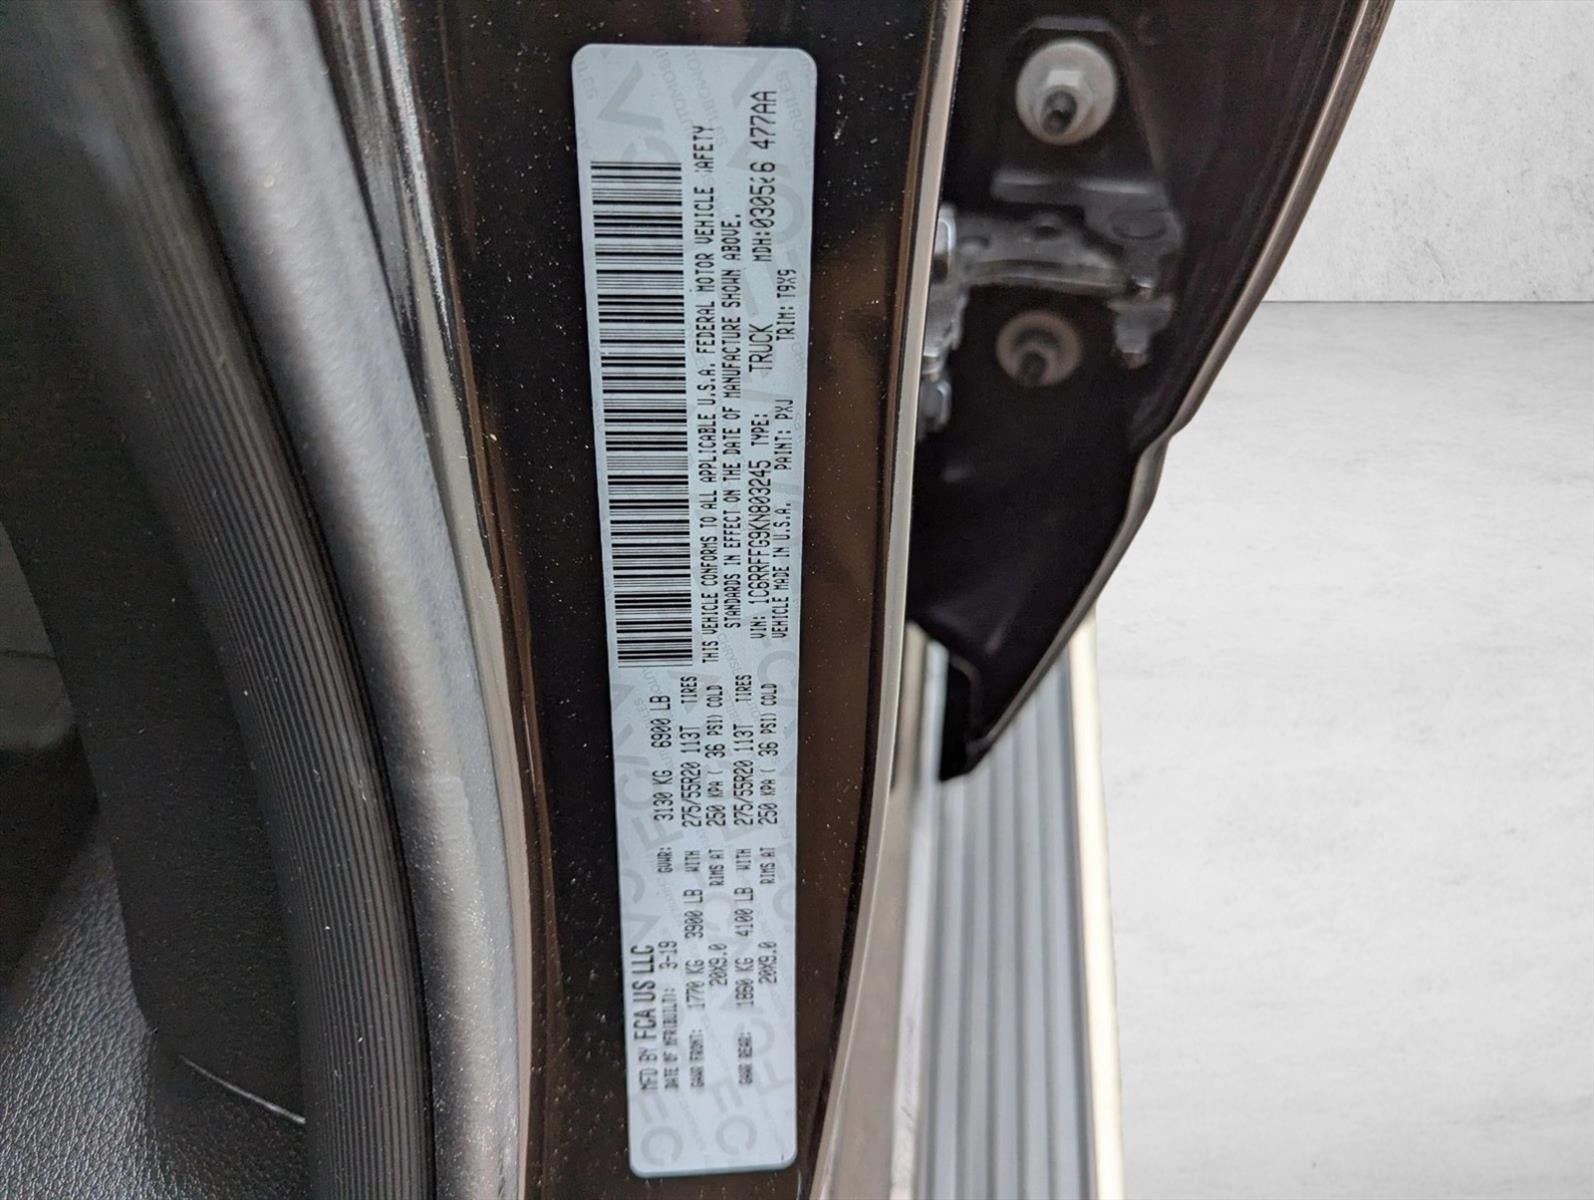 MFD BY FCA US LLC
DATE OF MFR(BUILT): 3-19 GVWR: 3130 KG 6900 LB
GAWR FRONT: 1770 KG 3900 LB WITH 275/55R20 113T TIRES
20X9.0 RIMS AT 250 KPA ( 36 PSI) COLD
GAWR REAR: 1860 KG 4100 LB WITH 275/55R20 113T TIRES
20X9.0 RIMS AT 250 KPA ( 36 PSI) COLD
THIS VEHICLE CONFORMS TO ALL APPLICABLE U.S.A. FEDERAL MOTOR VEHICLE SAFETY
STANDARDS IN EFFECT ON THE DATE OF MANUFACTURE SHOWN ABOVE.
VIN: 1C6RRFFG9KN803245 TYPE: TRUCK MDH: 477AA
VEHICLE MADE IN U.S.A. PAINT: PXJ TRIM: T9X9